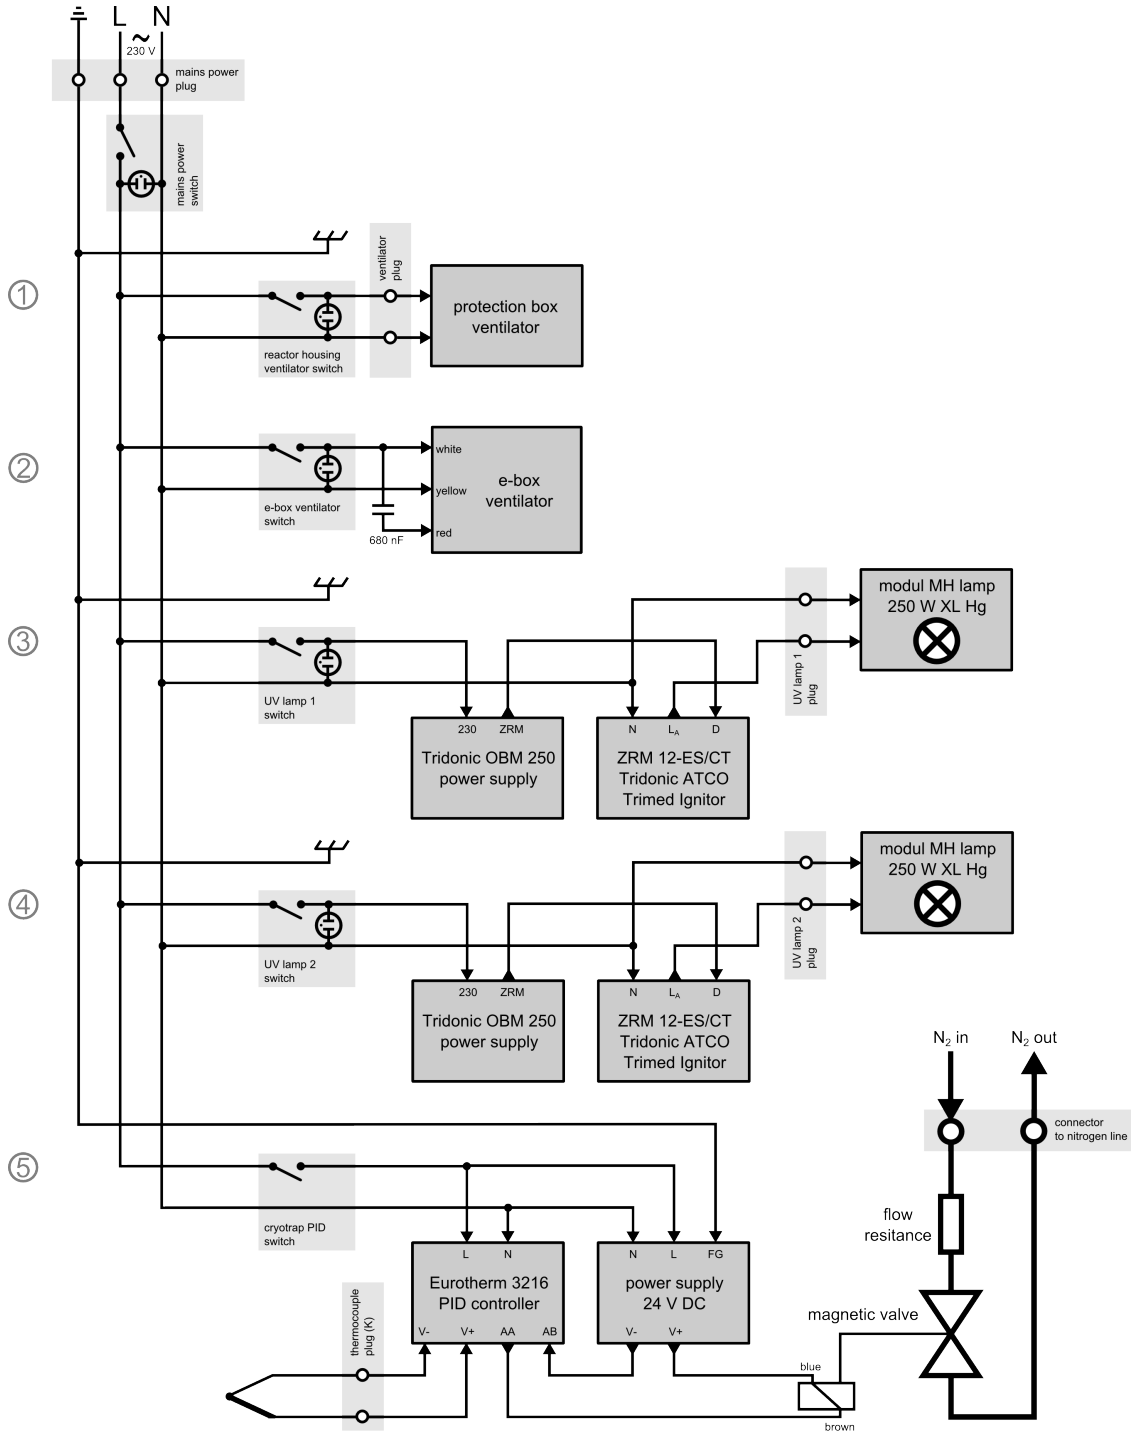 L N
~
230 V
mains power
plug
mains power
switch
ventilator
plug
1
protection box
ventilator
reactor housing
ventilator switch
2
white
yellow
red
e-box
ventilator
e-box ventilator
switch
680 nF
3
modul MH lamp
250 W XL Hg
UV lamp 1
plug
UV lamp 1
switch
230 ZRM
Tridonic OBM 250
power supply
N LA D
ZRM 12-ES/CT
Tridonic ATCO
Trimed Ignitor
4
modul MH lamp
250 W XL Hg
UV lamp 2
plug
UV lamp 2
switch
230 ZRM
Tridonic OBM 250
power supply
N LA D
ZRM 12-ES/CT
Tridonic ATCO
Trimed Ignitor
N2 in N2 out
connector
to nitrogen line
5
cryotrap PID
switch
flow
resitance
L N
Eurotherm 3216
PID controller
V- V+ AA AB
N L FG
power supply
24 V DC
V- V+
magnetic valve
thermocouple
plug (K)
blue
brown